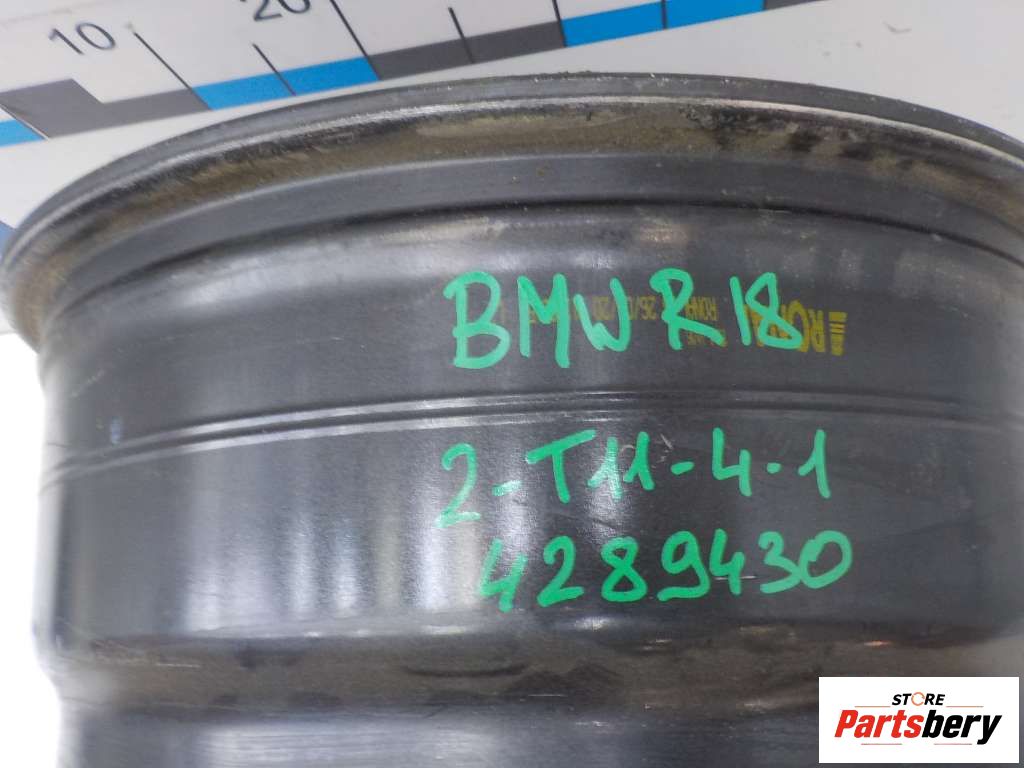 10
20
BMW R18
2-T11-4-1
4289430
STORE
Partsbery